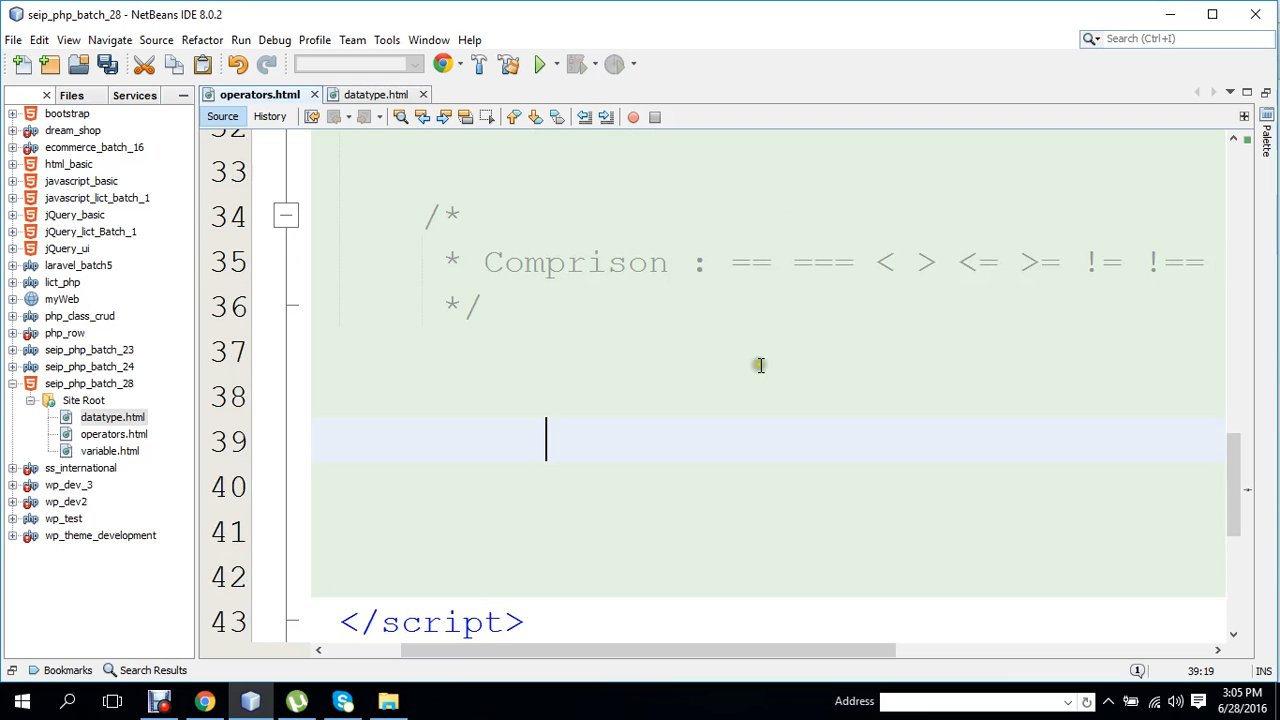 seip_php_batch_28 - NetBeans IDE 8.0.2
File Edit View Navigate Source Refactor Run Debug Profile Team Tools Window Help
Search (Ctrl+I)
Files Services
operators.html datatype.html
Source History
Palette
bootstrap
dream_shop
ecommerce_batch_16
html_basic
javascript_basic
javascript_lict_batch_1
jQuery_basic
jQuery_lict_Batch_1
jQuery_ui
laravel_batch5
lict_php
myWeb
php_class_crud
php_row
seip_php_batch_23
seip_php_batch_24
seip_php_batch_28
Site Root
datatype.html
operators.html
variable.html
ss_international
wp_dev_3
wp_dev2
wp_test
wp_theme_development
32
33
34 /*
35 * Comprison : == === < > <= >= != !==
36 */
37
38
39
40
41
42
43 </script>
Bookmarks Search Results
1 39:19 INS
Address
3:05 PM
6/28/2016